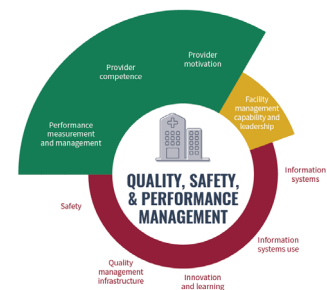 Provider
motivation
Provider
competence
Facility
management
capability and
leadership
Performance
measurement
and management
QUALITY, SAFETY,
& PERFORMANCE
MANAGEMENT
Information
systems
Safety
Information
systems use
Quality
management
infrastructure
Innovation
and learning